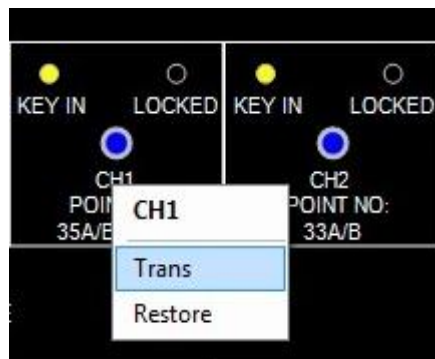 KEY IN LOCKED KEY IN LOCKED
CH1 CH2
POINT NO:
35A/B 33A/B
CH1
Trans
Restore